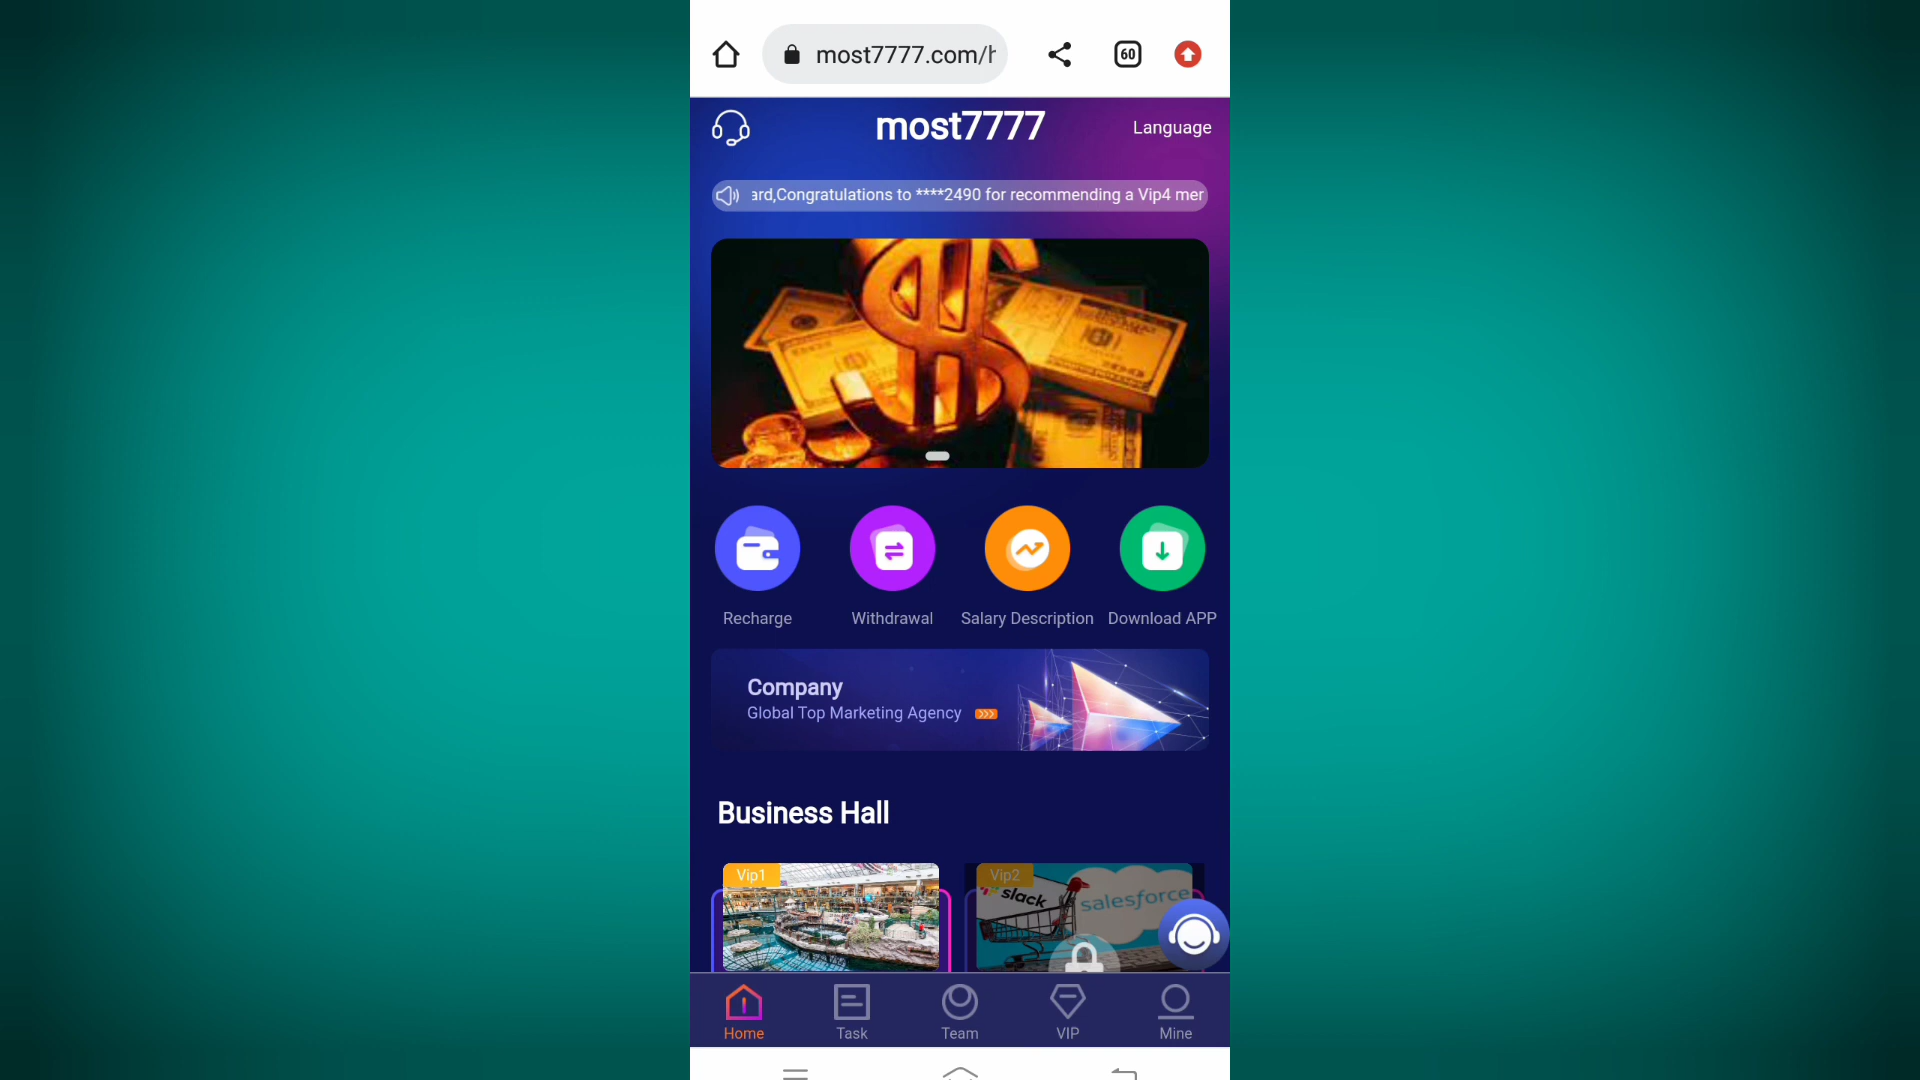 most7777.com/h
60
most7777
Language
ard,Congratulations to ****2490 for recommending a Vip4 mer
Recharge
Withdrawal
Salary Description
Download APP
Company
Global Top Marketing Agency
Business Hall
Vip1
Vip2
slack
salesforce
Home
Task
Team
VIP
Mine